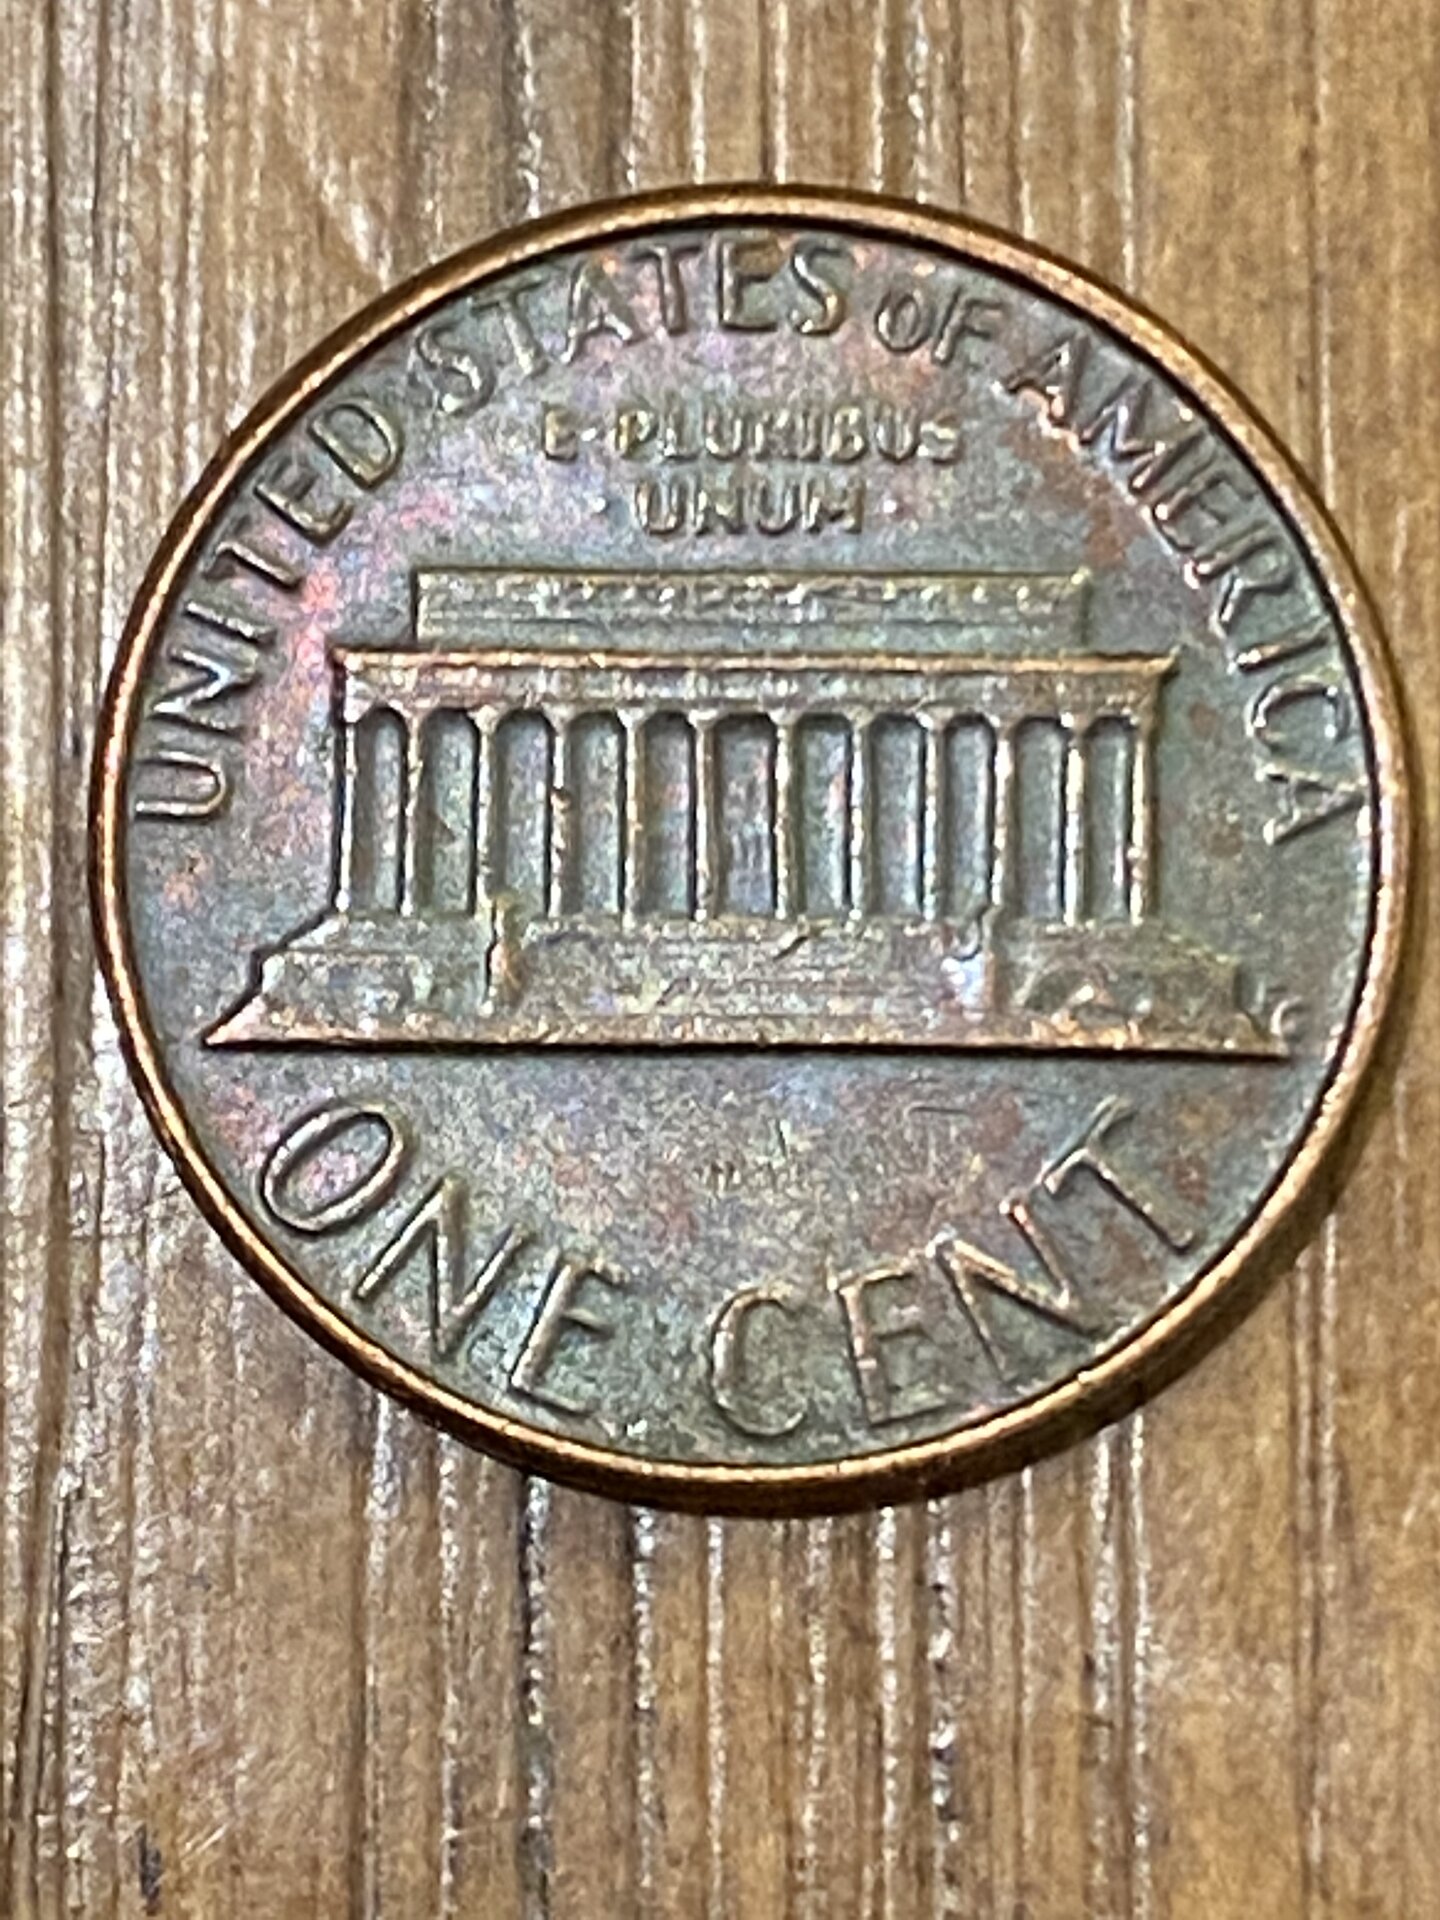 UNITED STATES OF AMERICA
E·PLURIBUS
UNUM
ONE CENT